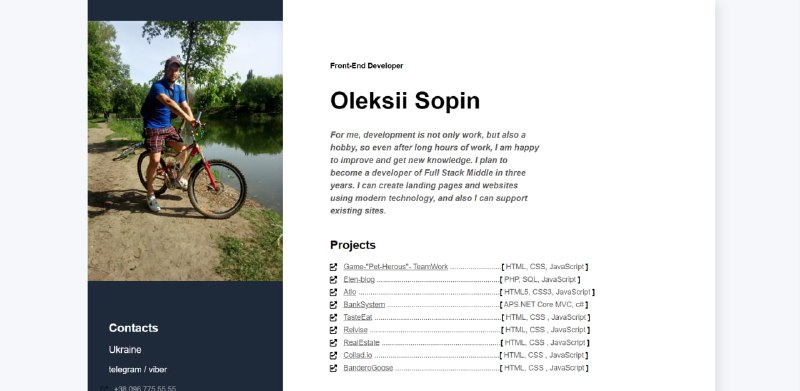 Front-End Developer
Oleksii Sopin
For me, development is not only work, but also a
hobby, so even after long hours of work, I am happy
to improve and get new knowledge. I plan to
become a developer of Full Stack Middle in three
years. I can create landing pages and websites
using modern technology, and also I can support
existing sites.
Projects
Game-"Pet-Herous"- TeamWork ........................[ HTML, CSS, JavaScript ]
Elen-blog ............................................................[ PHP, SQL, JavaScript ]
Atlo ....................................................................[ HTML5, CSS3, JavaScript ]
BankSystem ......................................................[ APS.NET Core MVC, c# ]
TasteEat ............................................................[ HTML, CSS , JavaScript ]
Relvise ..............................................................[ HTML, CSS , JavaScript ]
RealEstate .........................................................[ HTML, CSS , JavaScript ]
Collad.io ............................................................[ HTML, CSS , JavaScript ]
BanderoGoose ..................................................[ HTML, CSS , JavaScript ]
Contacts
Ukraine
telegram / viber
+38 096 775 55 55